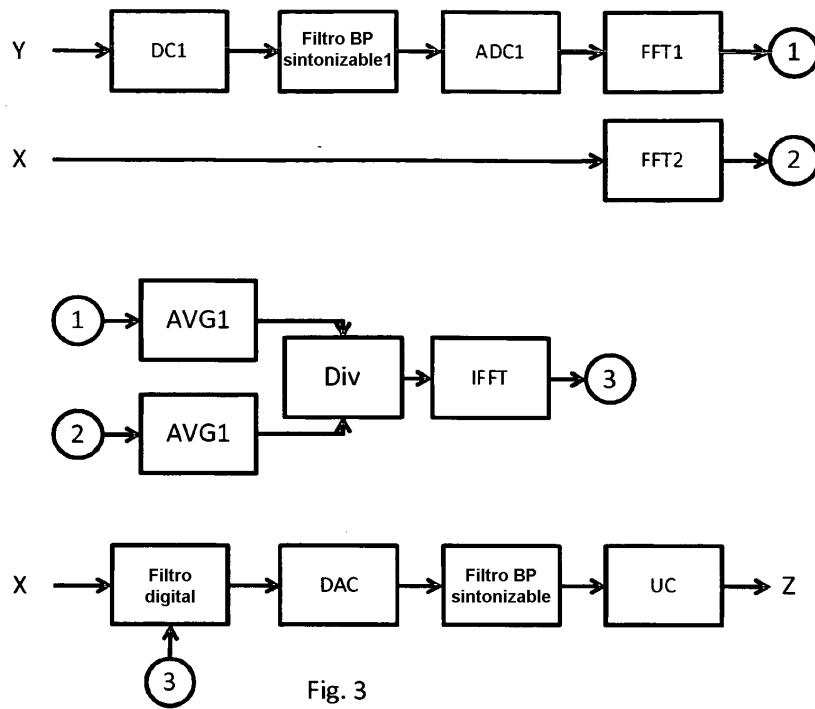 Y
DC1
Filtro BP
sintonizable1
ADC1
FFT1
1
X
FFT2
2
1
AVG1
Div
IFFT
3
2
AVG1
X
Filtro
digital
DAC
Filtro BP
sintonizable
UC
Z
3
Fig. 3